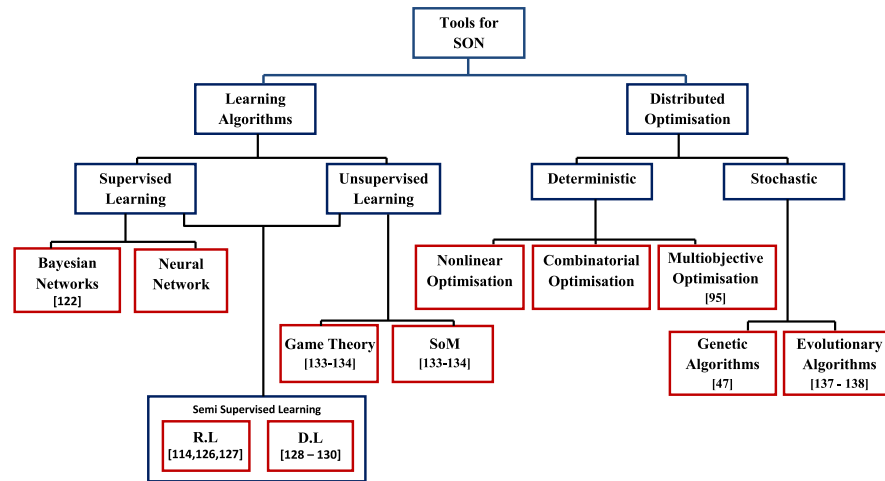 Tools for
SON
Learning
Algorithms
Distributed
Optimisation
Supervised
Learning
Unsupervised
Learning
Deterministic
Stochastic
Bayesian
Networks
[122]
Neural
Network
Nonlinear
Optimisation
Combinatorial
Optimisation
Multiobjective
Optimisation
[95]
Game Theory
[133-134]
SoM
[133-134]
Genetic
Algorithms
[47]
Evolutionary
Algorithms
[137 - 138]
Semi Supervised Learning
R.L
[114,126,127]
D.L
[128 – 130]